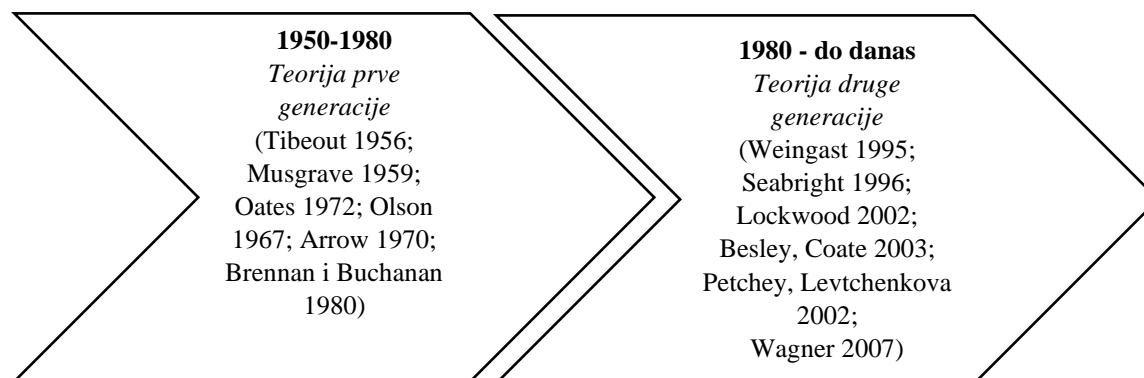 1950-1980
Teorija prve
generacije
(Tibeout 1956;
Musgrave 1959;
Oates 1972; Olson
1967; Arrow 1970;
Brennan i Buchanan
1980)
1980 - do danas
Teorija druge
generacije
(Weingast 1995;
Seabright 1996;
Lockwood 2002;
Besley, Coate 2003;
Petchey, Levtchenkova
2002;
Wagner 2007)